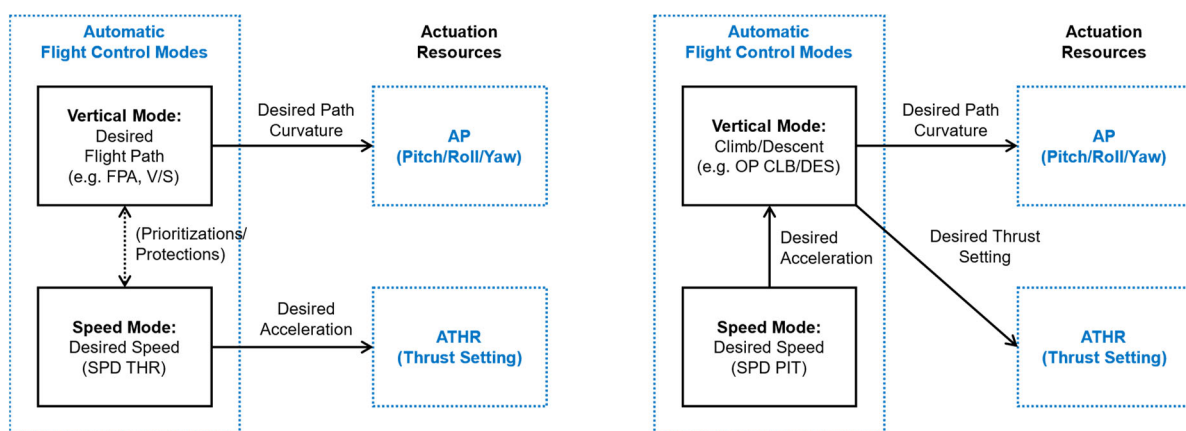 Automatic
Flight Control Modes
Actuation
Resources
Vertical Mode:
Desired
Flight Path
(e.g. FPA, V/S)
Desired Path
Curvature
AP
(Pitch/Roll/Yaw)
(Prioritizations/
Protections)
Speed Mode:
Desired Speed
(SPD THR)
Desired
Acceleration
ATHR
(Thrust Setting)
Automatic
Flight Control Modes
Actuation
Resources
Vertical Mode:
Climb/Descent
(e.g. OP CLB/DES)
Desired Path
Curvature
AP
(Pitch/Roll/Yaw)
Desired
Acceleration
Desired Thrust
Setting
Speed Mode:
Desired Speed
(SPD PIT)
ATHR
(Thrust Setting)